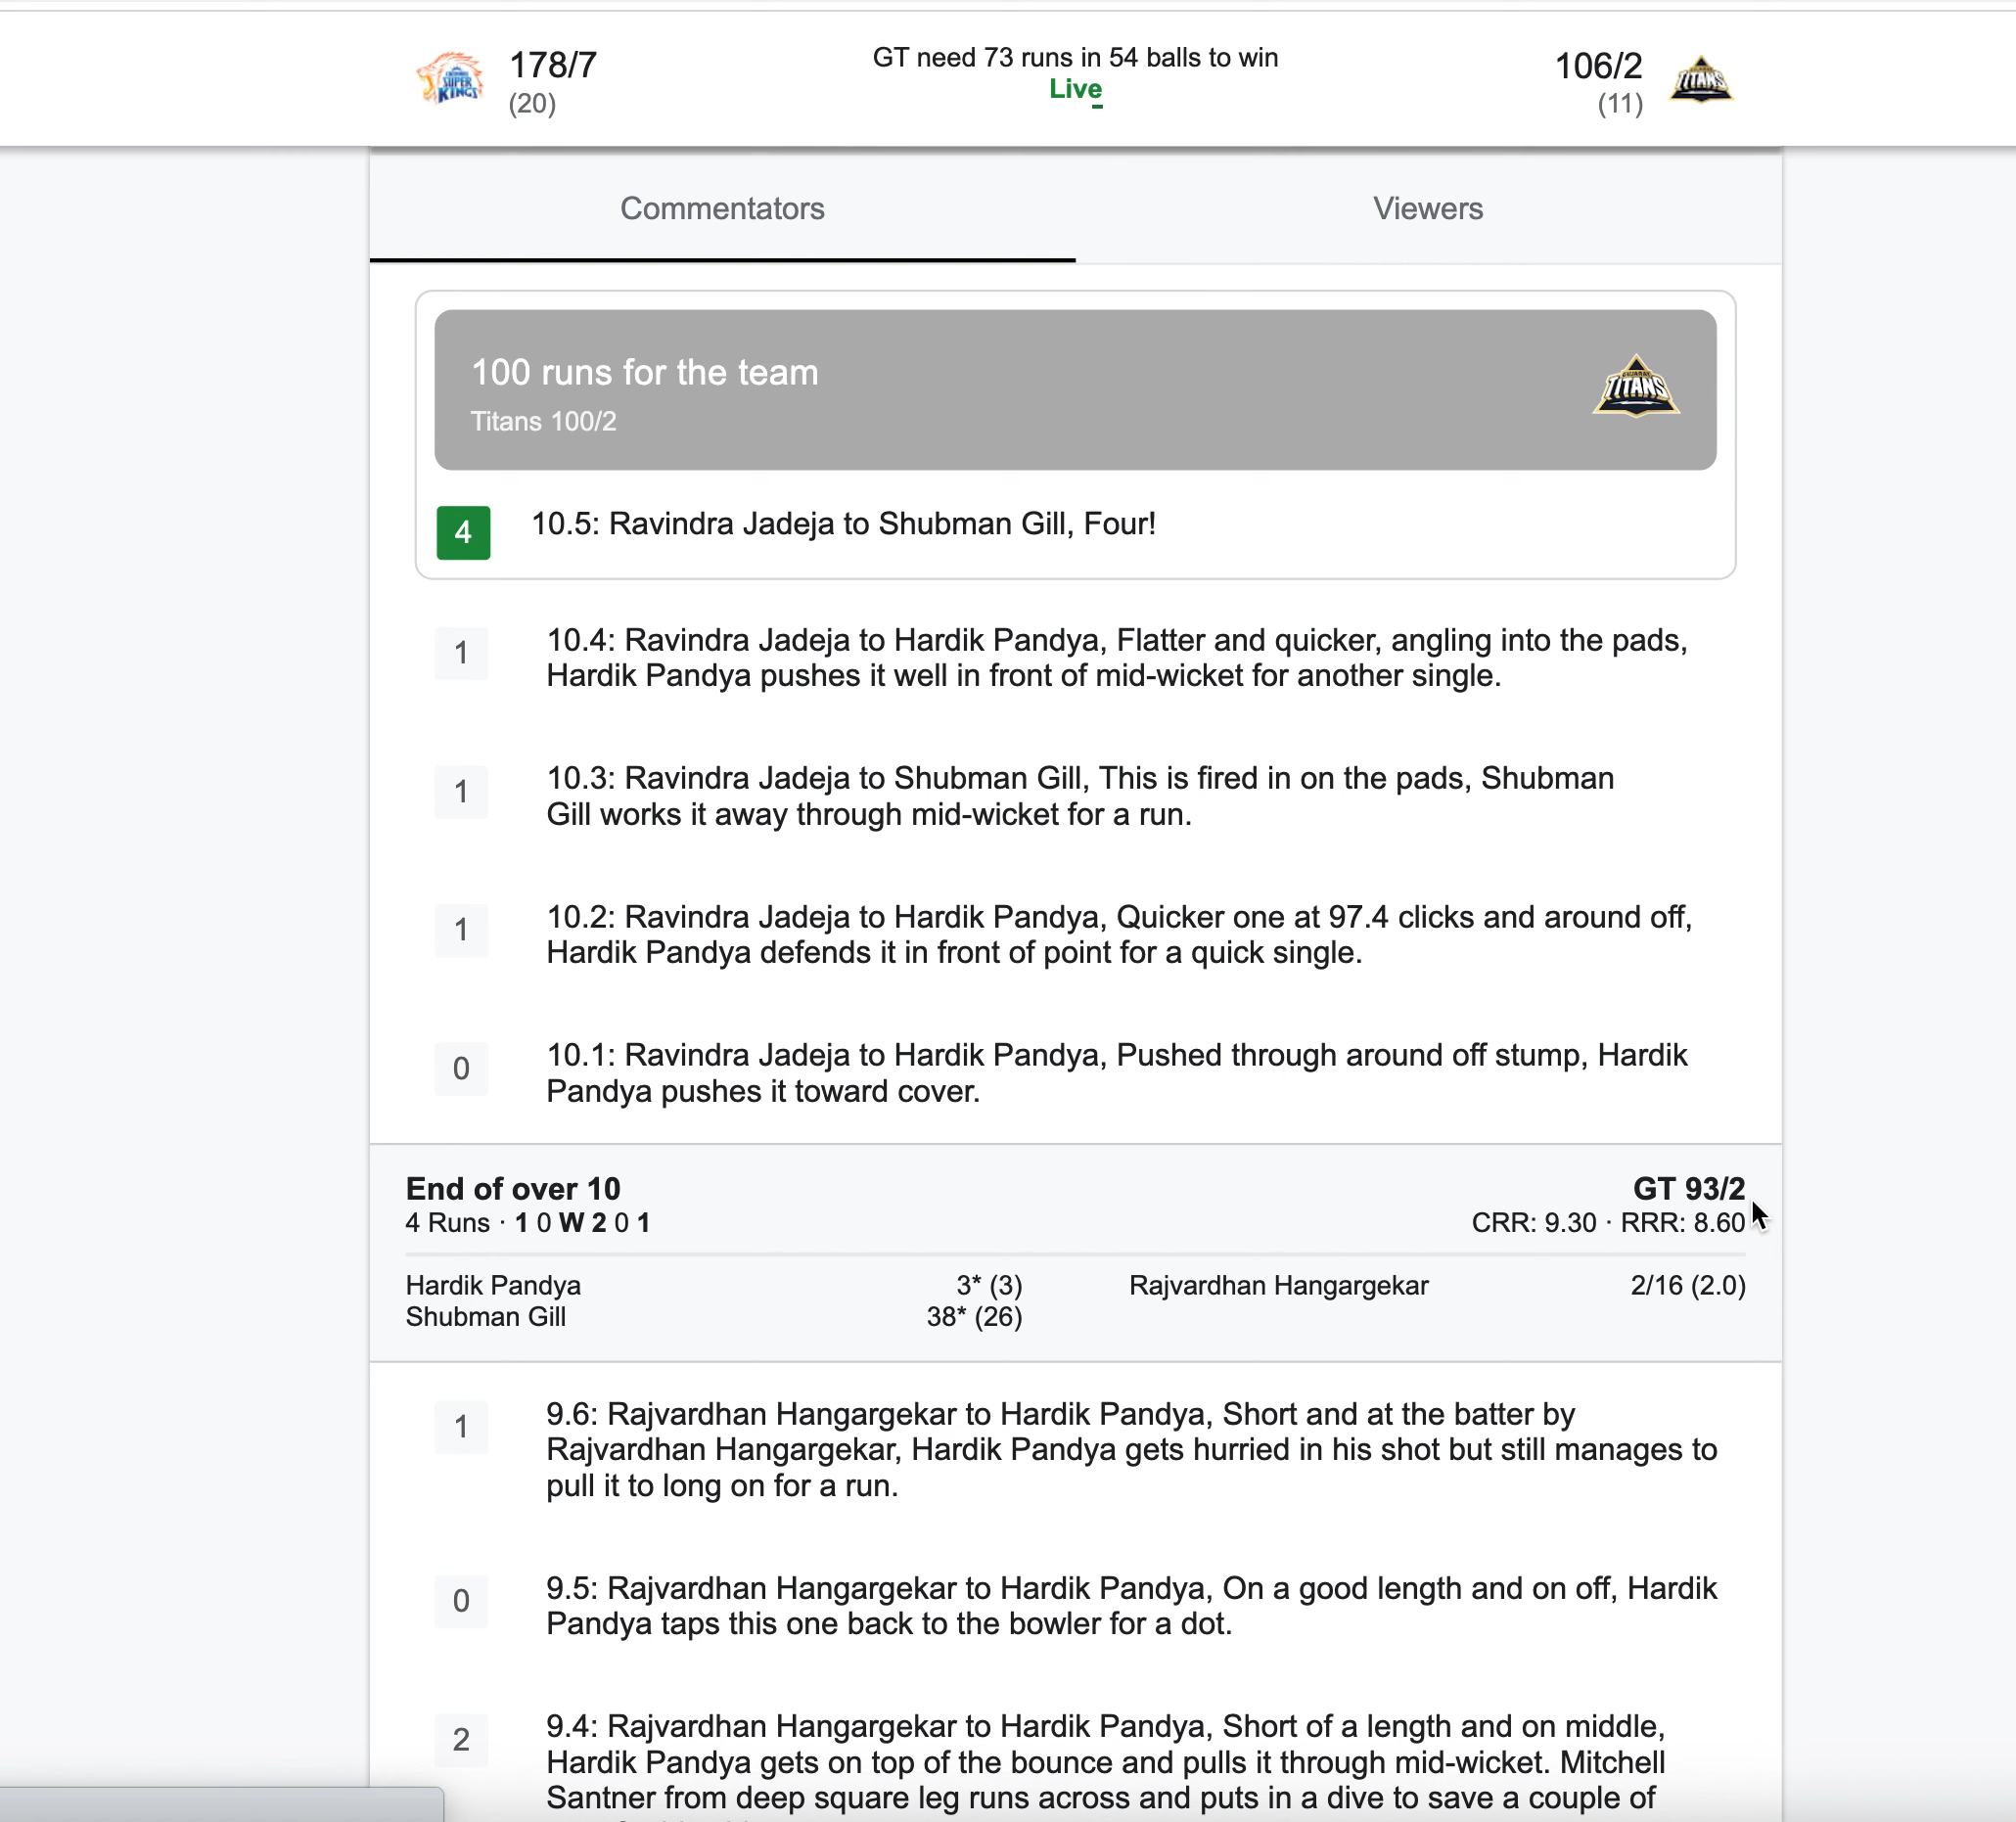 178/7
(20)
GT need 73 runs in 54 balls to win
Live
106/2
(11)
SUPER
KINGS
TITANS
Commentators
Viewers
100 runs for the team
Titans 100/2
TITANS
4
10.5: Ravindra Jadeja to Shubman Gill, Four!
1
10.4: Ravindra Jadeja to Hardik Pandya, Flatter and quicker, angling into the pads,
Hardik Pandya pushes it well in front of mid-wicket for another single.
1
10.3: Ravindra Jadeja to Shubman Gill, This is fired in on the pads, Shubman
Gill works it away through mid-wicket for a run.
1
10.2: Ravindra Jadeja to Hardik Pandya, Quicker one at 97.4 clicks and around off,
Hardik Pandya defends it in front of point for a quick single.
0
10.1: Ravindra Jadeja to Hardik Pandya, Pushed through around off stump, Hardik
Pandya pushes it toward cover.
End of over 10
GT 93/2
4 Runs · 1 0 W 2 0 1
CRR: 9.30 · RRR: 8.60
Hardik Pandya 3* (3)
Shubman Gill 38* (26)
Rajvardhan Hangargekar 2/16 (2.0)
1
9.6: Rajvardhan Hangargekar to Hardik Pandya, Short and at the batter by
Rajvardhan Hangargekar, Hardik Pandya gets hurried in his shot but still manages to
pull it to long on for a run.
0
9.5: Rajvardhan Hangargekar to Hardik Pandya, On a good length and on off, Hardik
Pandya taps this one back to the bowler for a dot.
2
9.4: Rajvardhan Hangargekar to Hardik Pandya, Short of a length and on middle,
Hardik Pandya gets on top of the bounce and pulls it through mid-wicket. Mitchell
Santner from deep square leg runs across and puts in a dive to save a couple of